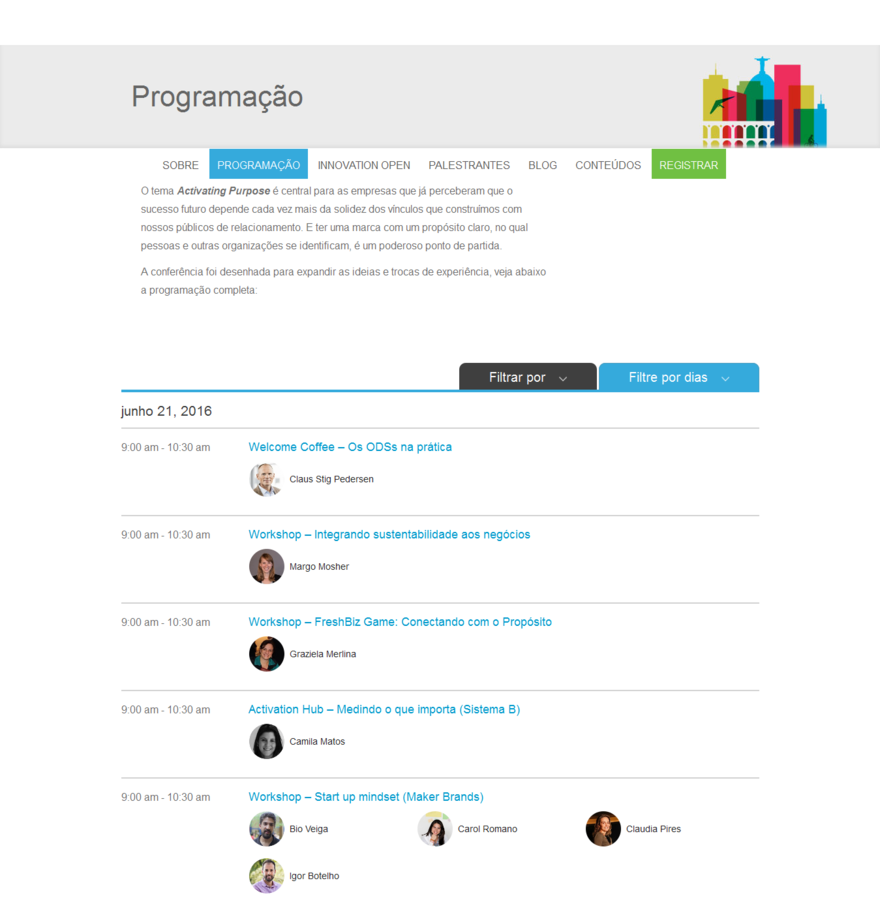 Programação
SOBRE PROGRAMAÇÃO INNOVATION OPEN PALESTRANTES BLOG CONTEÚDOS REGISTRAR
O tema Activating Purpose é central para as empresas que já perceberam que o
sucesso futuro depende cada vez mais da solidez dos vínculos que construímos com
nossos públicos de relacionamento. E ter uma marca com um propósito claro, no qual
pessoas e outras organizações se identificam, é um poderoso ponto de partida.
A conferência foi desenhada para expandir as ideias e trocas de experiência, veja abaixo
a programação completa:
Filtrar por Filtre por dias
junho 21, 2016
9:00 am - 10:30 am Welcome Coffee – Os ODSs na prática
Claus Stig Pedersen
9:00 am - 10:30 am Workshop – Integrando sustentabilidade aos negócios
Margo Mosher
9:00 am - 10:30 am Workshop – FreshBiz Game: Conectando com o Propósito
Graziela Merlina
9:00 am - 10:30 am Activation Hub – Medindo o que importa (Sistema B)
Camila Matos
9:00 am - 10:30 am Workshop – Start up mindset (Maker Brands)
Bio Veiga Carol Romano Claudia Pires
Igor Botelho